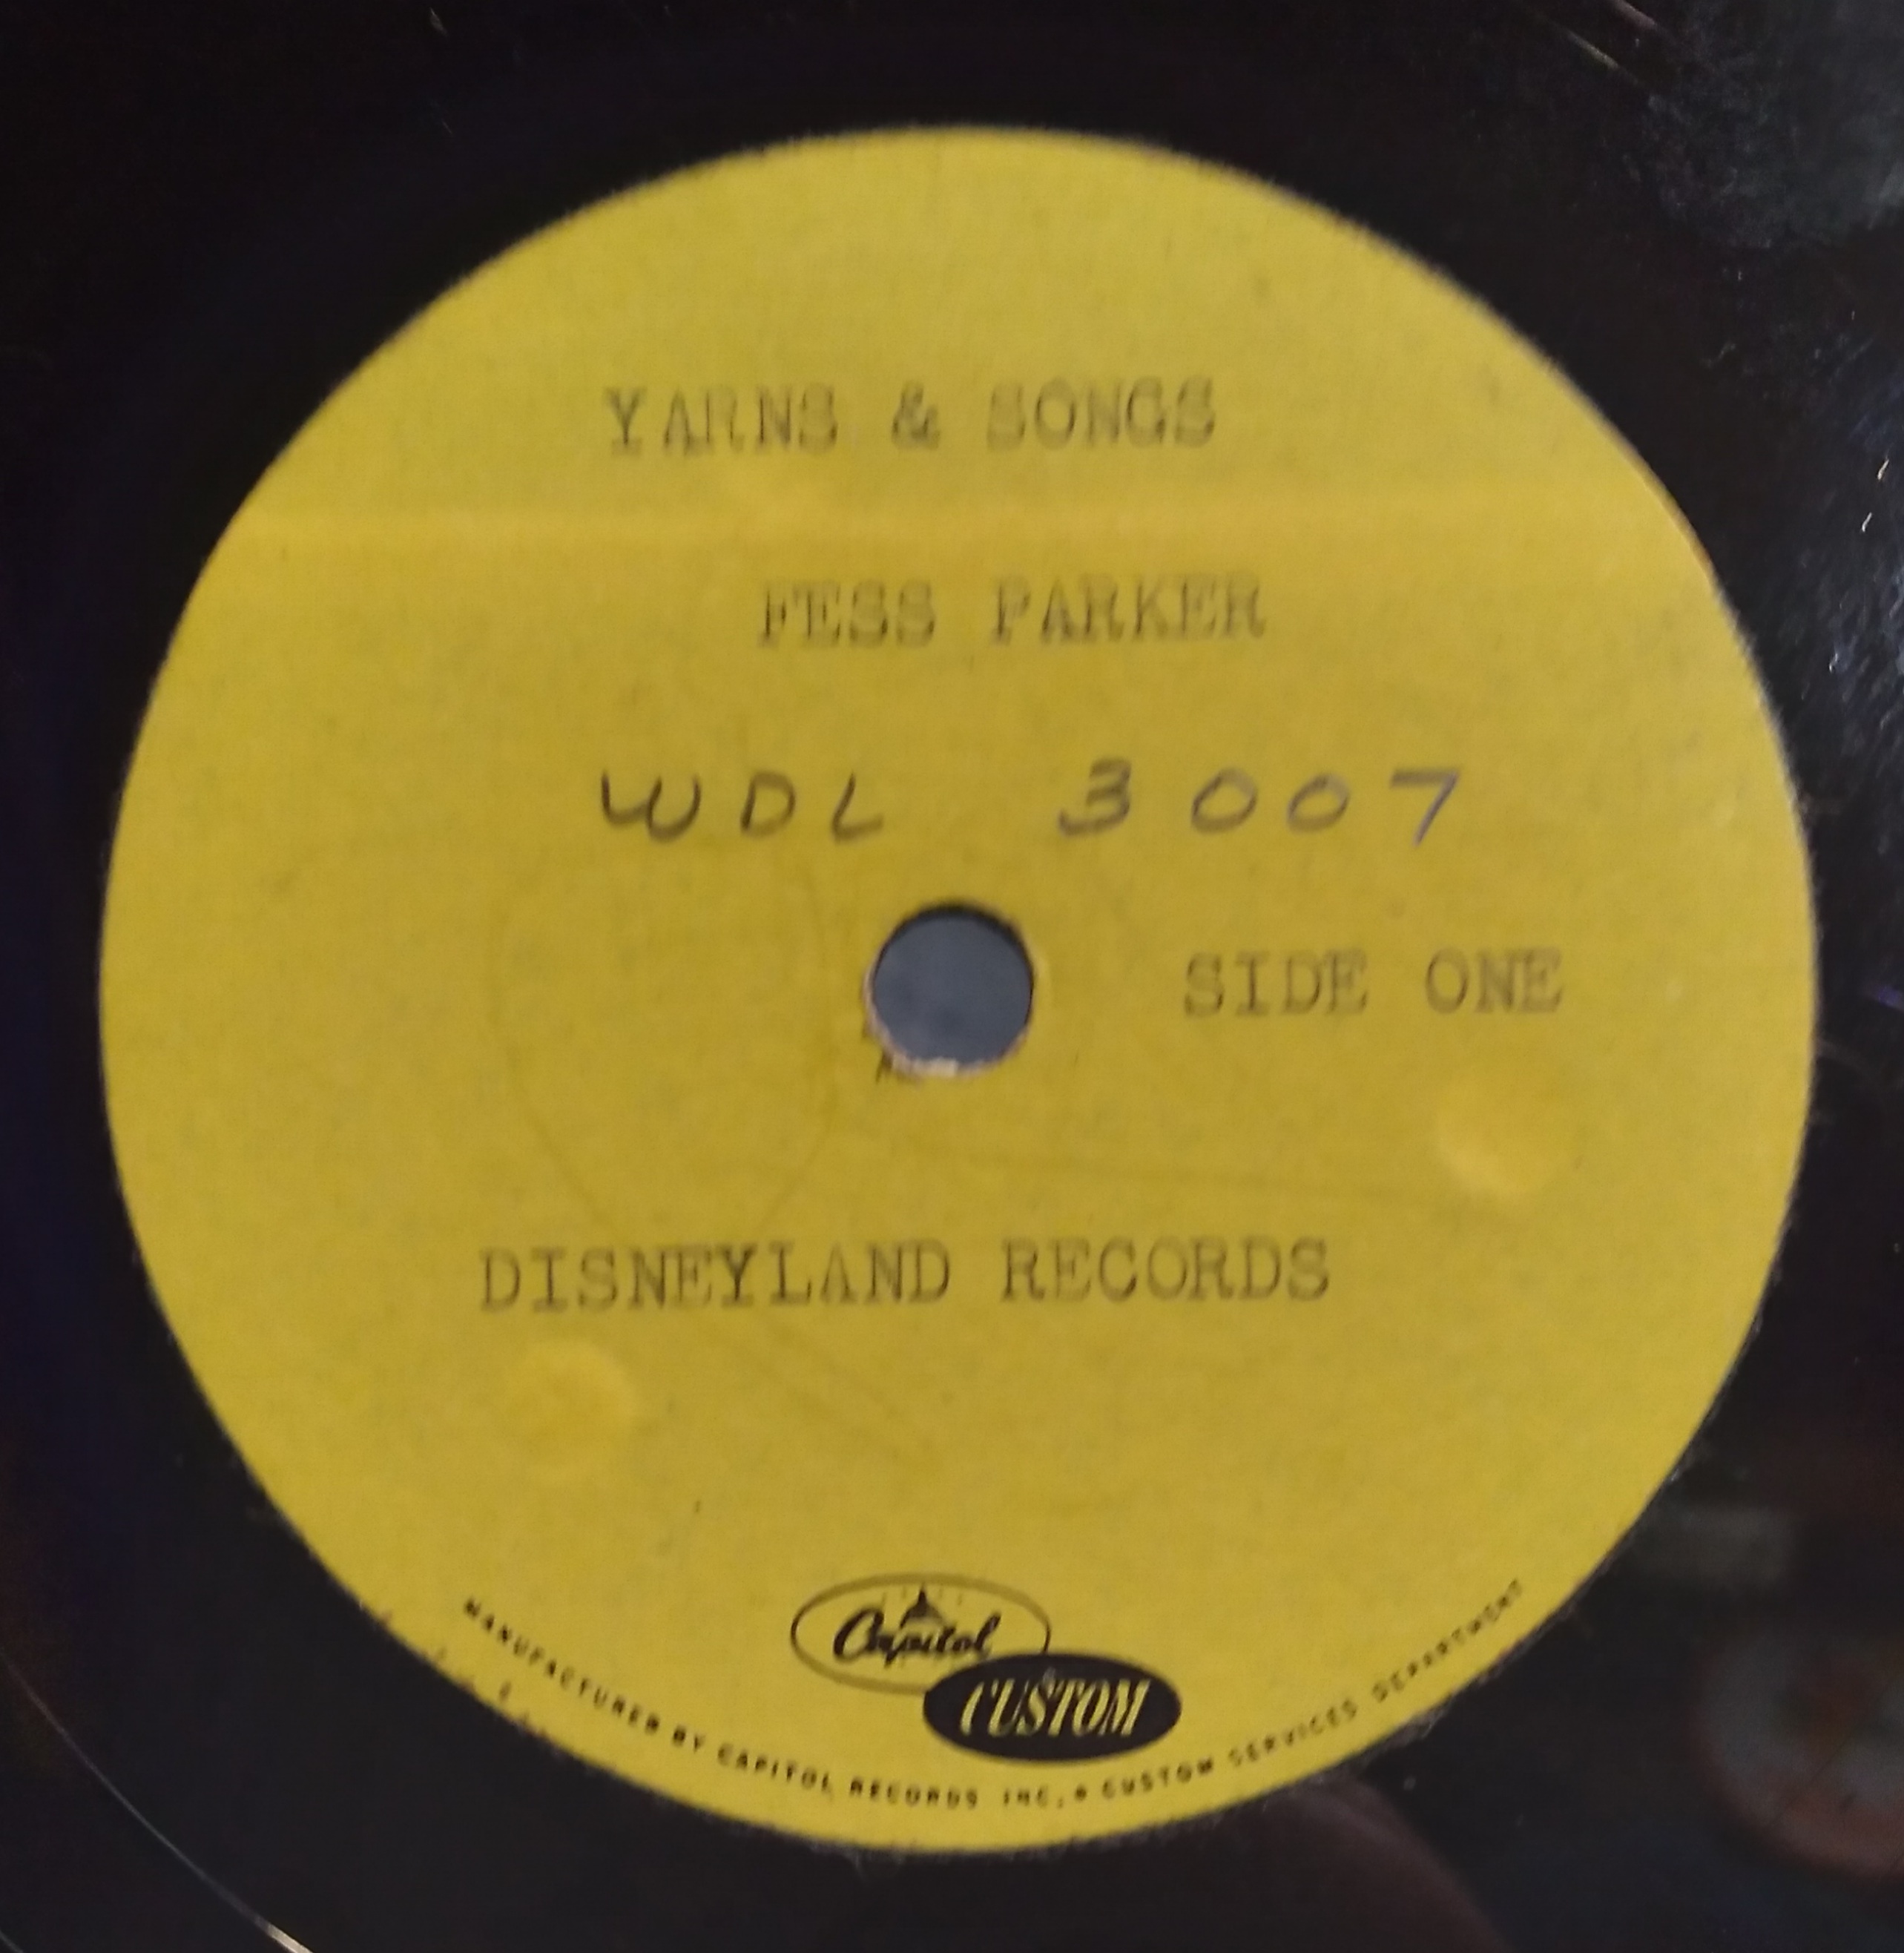 YARNS & SONGS
FESS PARKER
WDL 3007
SIDE ONE
DISNEYLAND RECORDS
Capitol
CUSTOM
MANUFACTURED BY CAPITOL RECORDS, INC. • CUSTOM SERVICES DEPARTMENT